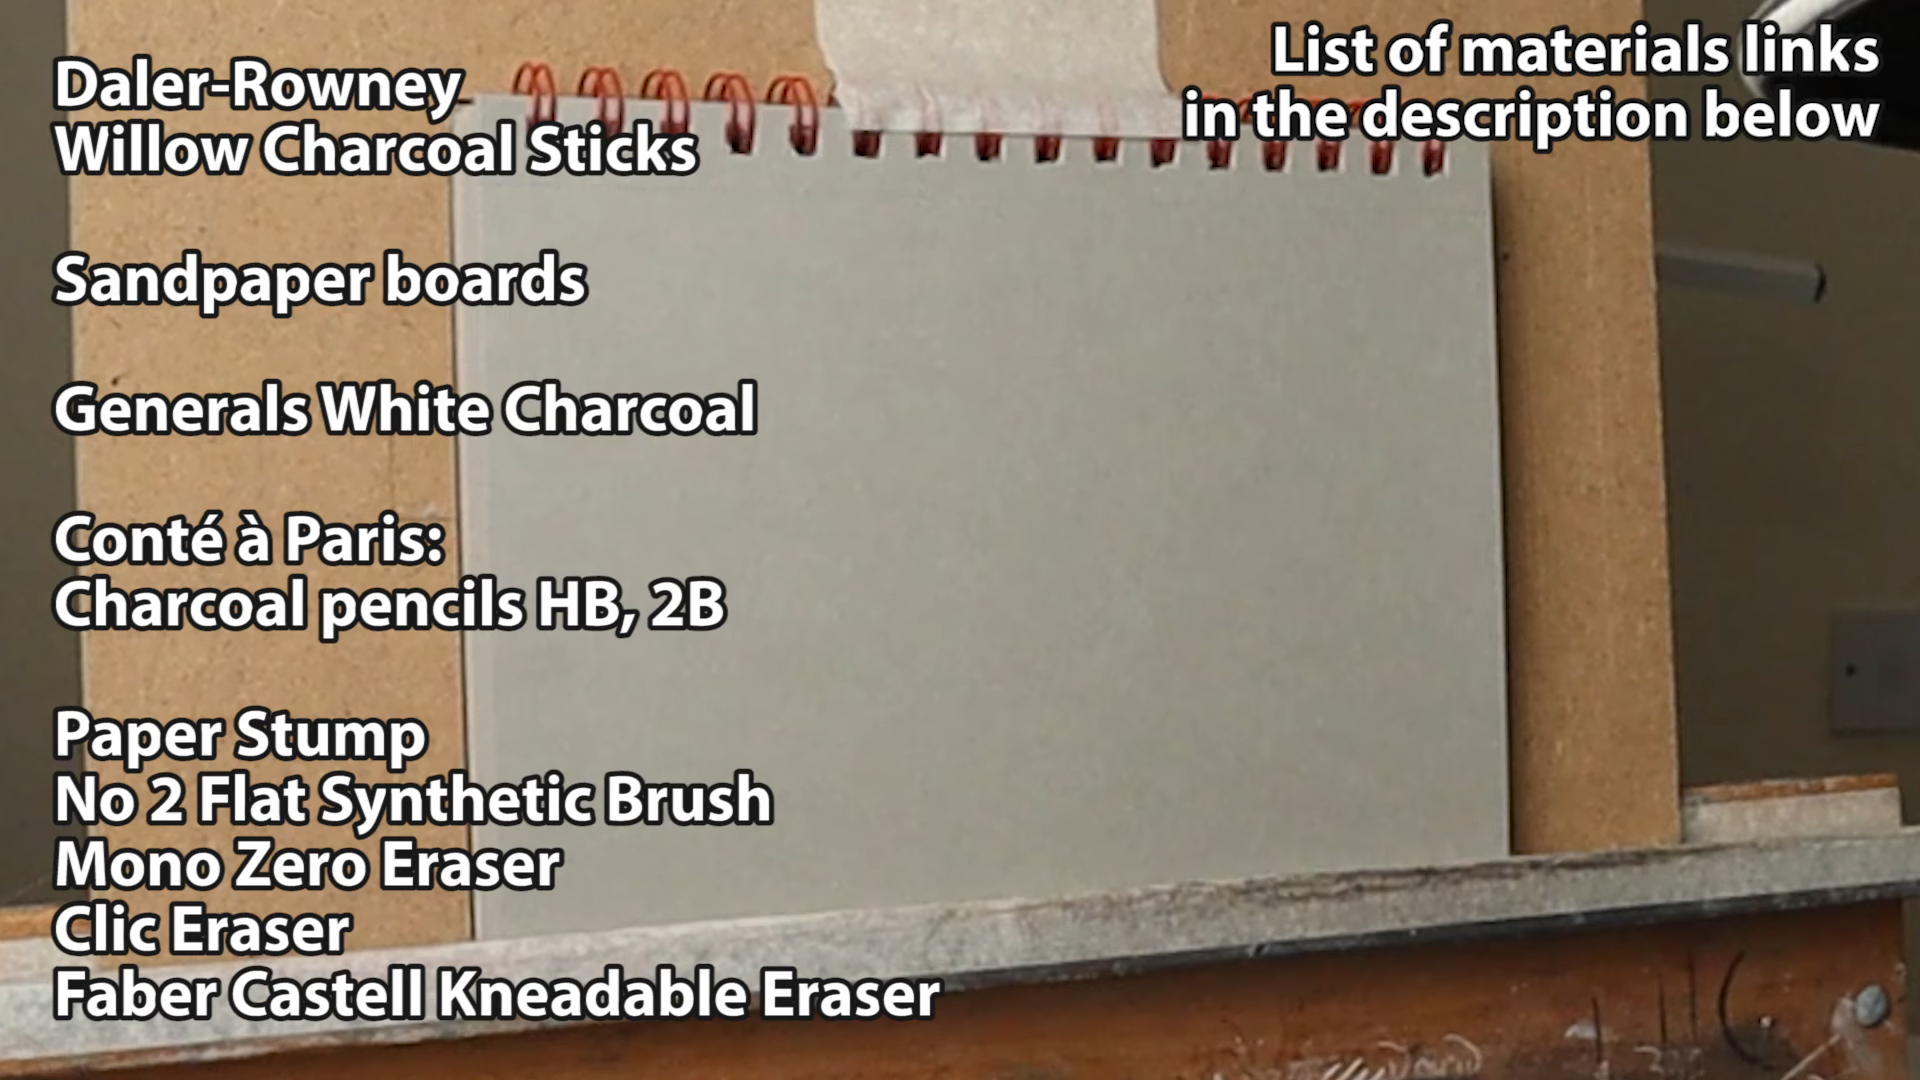 Daler-Rowney
Willow Charcoal Sticks
Sandpaper boards
Generals White Charcoal
Conté à Paris:
Charcoal pencils HB, 2B
Paper Stump
No 2 Flat Synthetic Brush
Mono Zero Eraser
Clic Eraser
Faber Castell Kneadable Eraser
List of materials links
in the description below